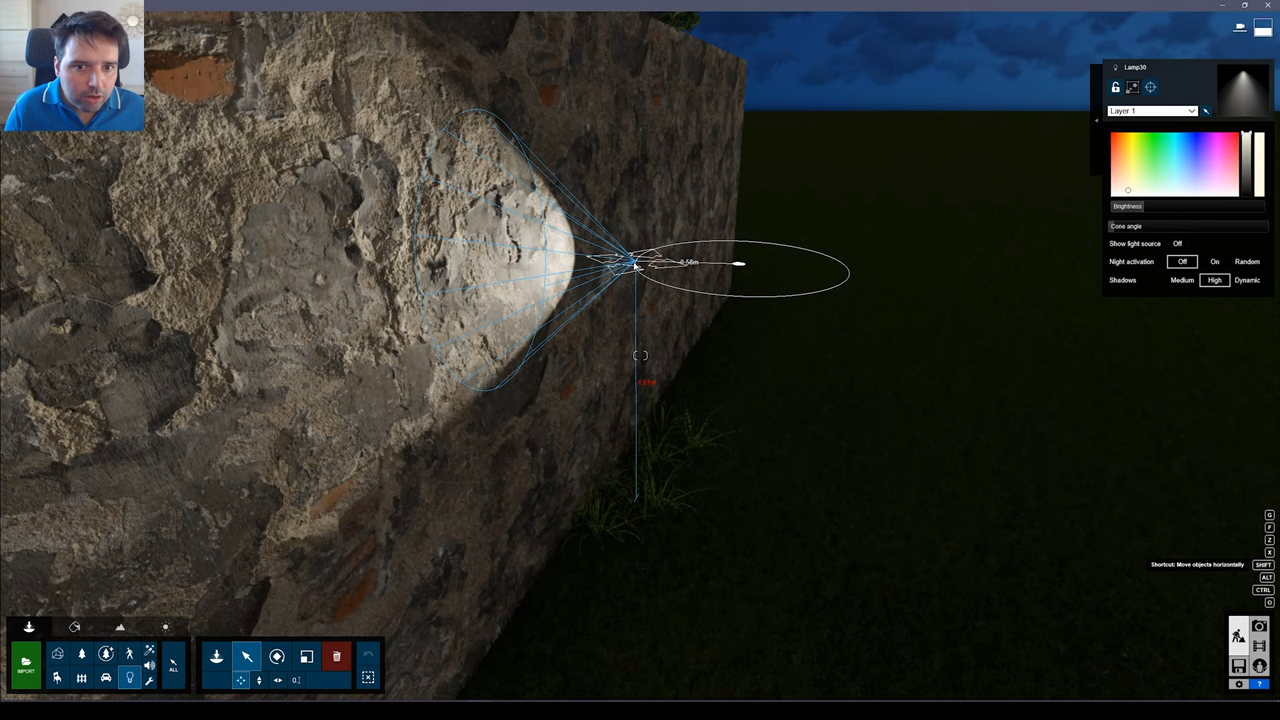 Lamp30
Layer 1
Brightness
Cone angle
Show light source Off
Night activation Off On Random
Shadows Medium High Dynamic
0.58m
G
F
Z
X
Shortcut: Move objects horizontally SHIFT
ALT
CTRL
O
IMPORT
ALL
?